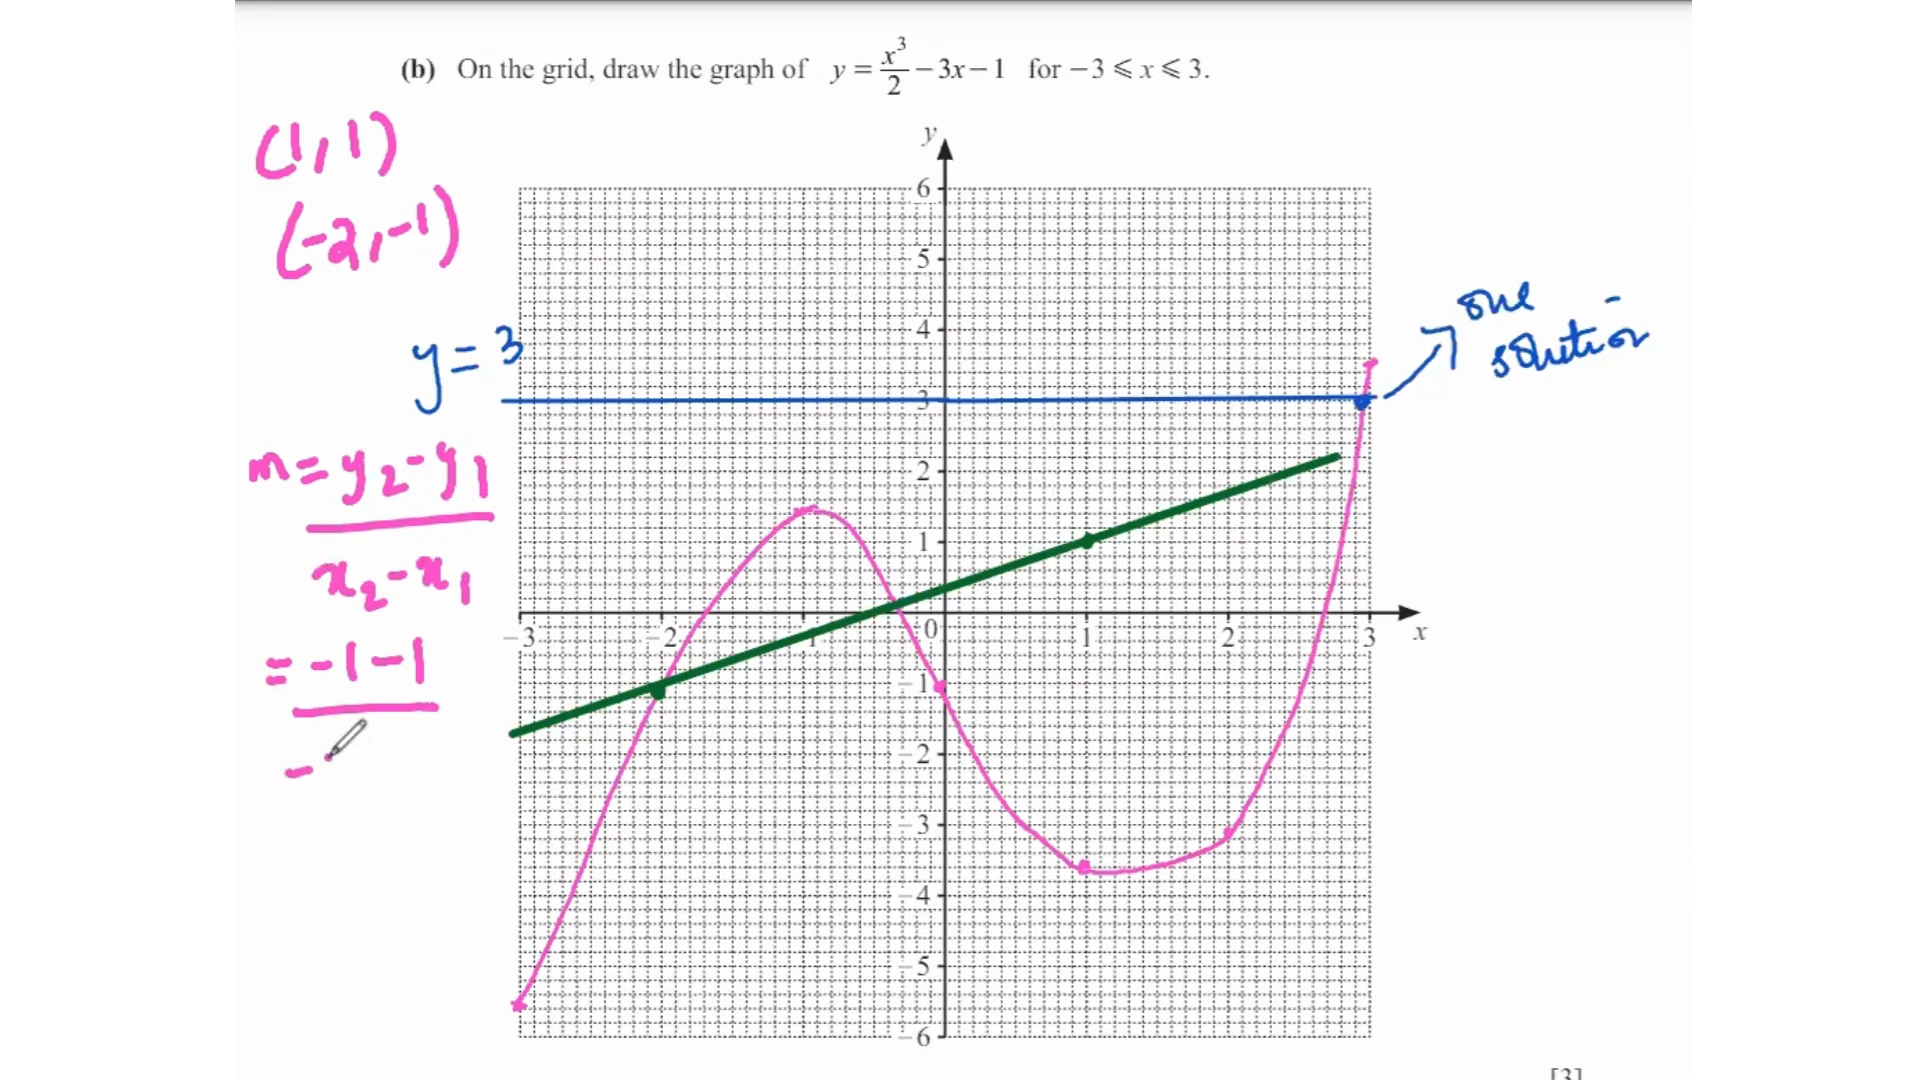 (b) On the grid, draw the graph of y = x³/2 − 3x − 1 for −3 ⩽ x ⩽ 3.
(1,1)
(-2,-1)
y
6
5
4
3
2
1
0
−1
−2
−3
−4
−5
−6
−3
−2
1
2
3
x
y = 3
one
solution
m = y2 - y1
x2 - x1
= -1 - 1
-
[3]